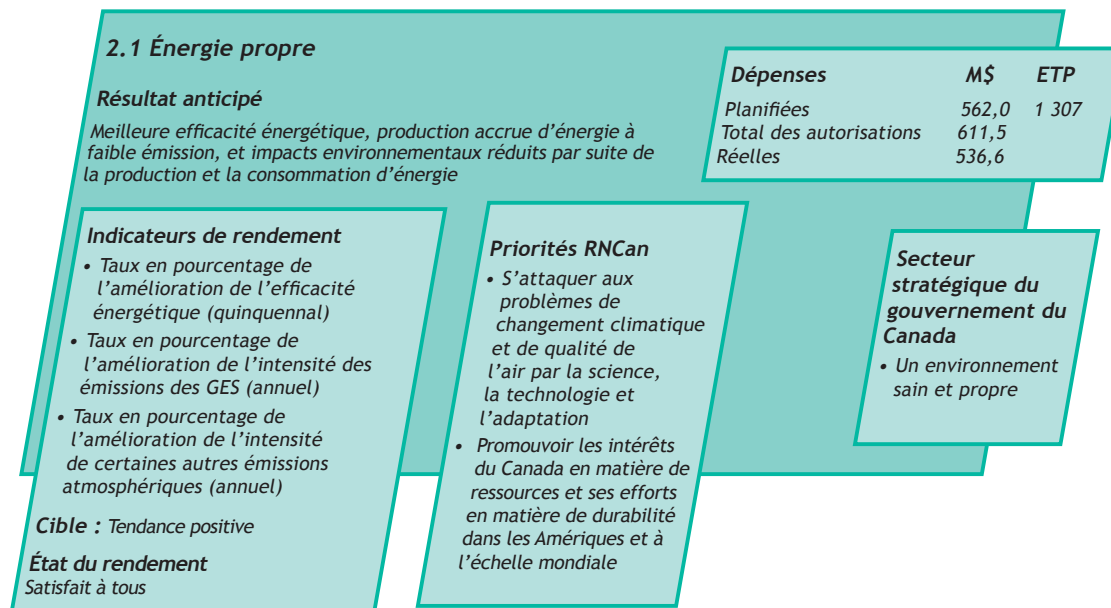 2.1 Énergie propre
Résultat anticipé
Meilleure efficacité énergétique, production accrue d'énergie à
faible émission, et impacts environnementaux réduits par suite de
la production et la consommation d'énergie
Dépenses M$ ETP
Planifiées 562,0 1 307
Total des autorisations 611,5
Réelles 536,6
Indicateurs de rendement
• Taux en pourcentage de
l'amélioration de l'efficacité
énergétique (quinquennal)
• Taux en pourcentage de
l'amélioration de l'intensité des
émissions des GES (annuel)
• Taux en pourcentage de
l'amélioration de l'intensité
de certaines autres émissions
atmosphériques (annuel)
Cible : Tendance positive
État du rendement
Satisfait à tous
Priorités RNCan
• S'attaquer aux
problèmes de
changement climatique
et de qualité de
l'air par la science,
la technologie et
l'adaptation
• Promouvoir les intérêts
du Canada en matière de
ressources et ses efforts
en matière de durabilité
dans les Amériques et à
l'échelle mondiale
Secteur
stratégique du
gouvernement du
Canada
• Un environnement
sain et propre